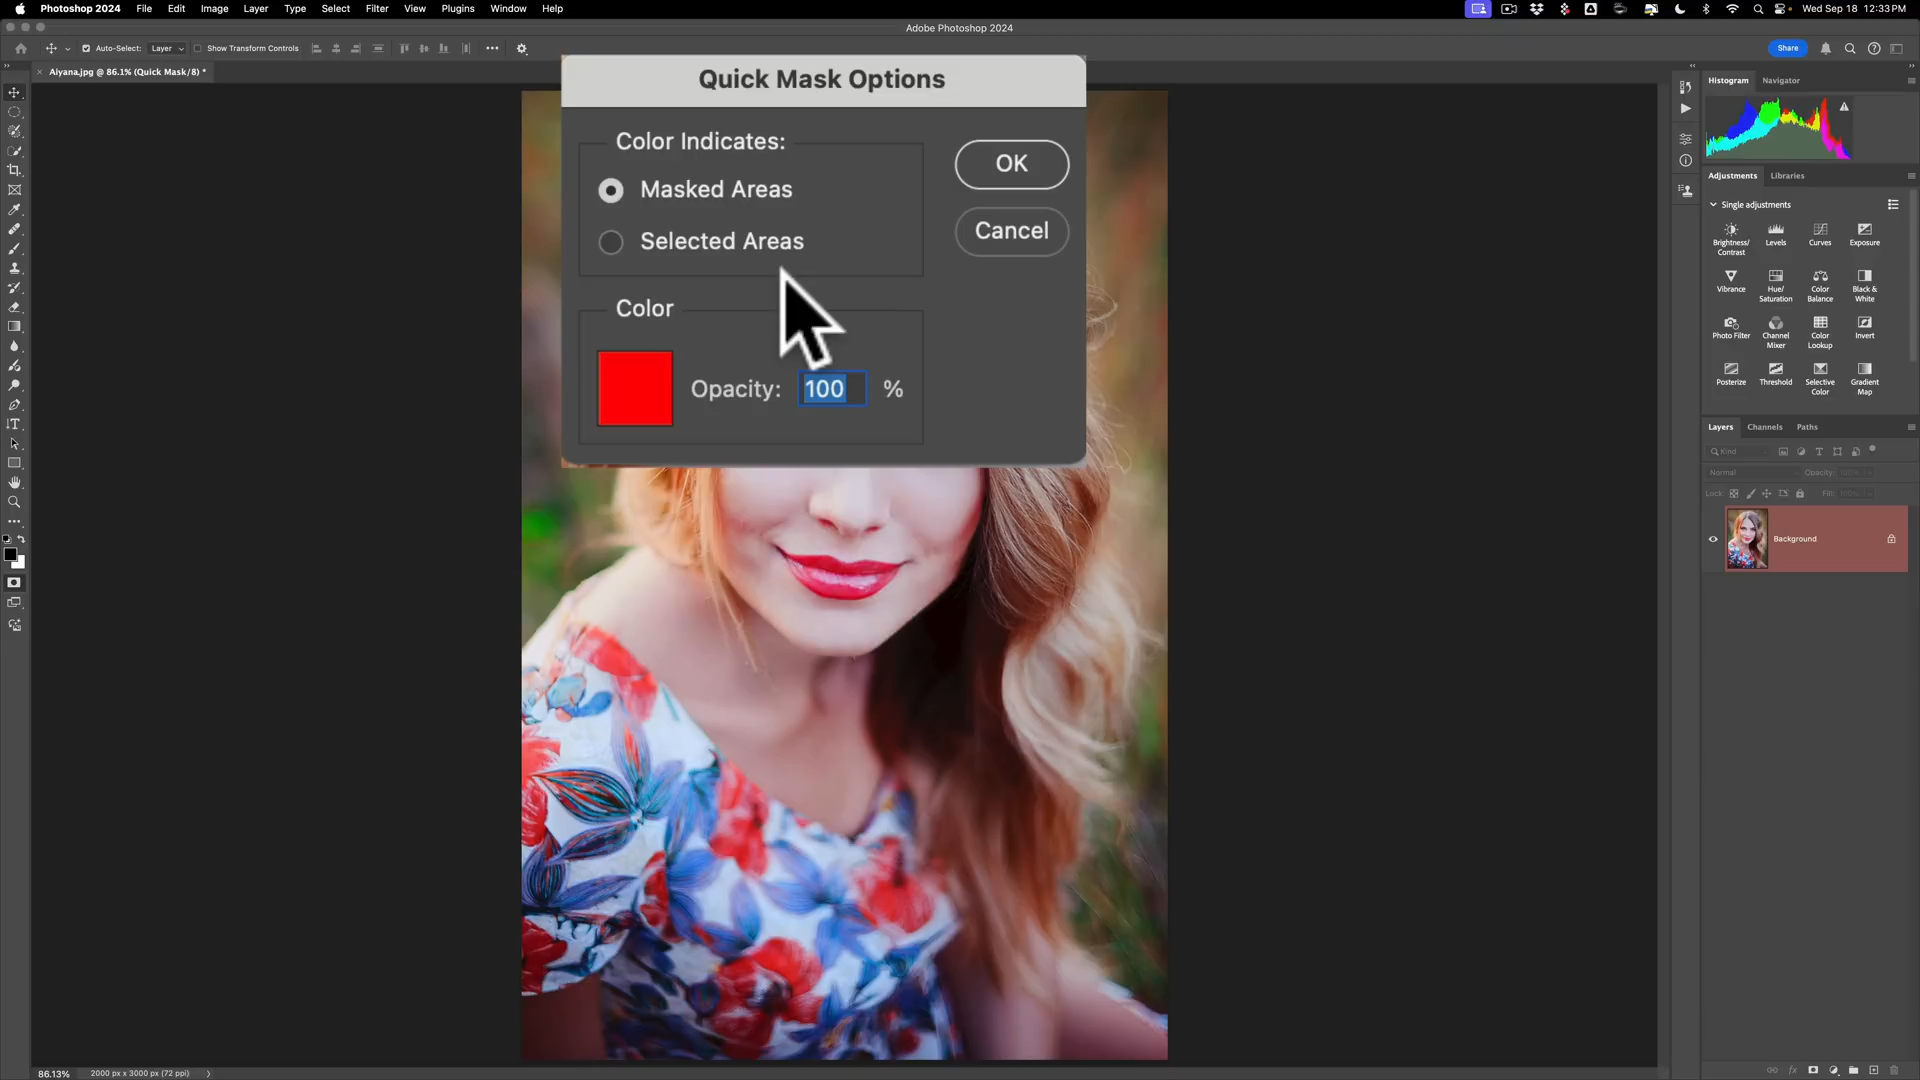 Photoshop 2024 File Edit Image Layer Type Select Filter View Plugins Window Help
Wed Sep 18 12:33 PM
Adobe Photoshop 2024
Auto-Select: Layer Show Transform Controls
Share
Aiyana.jpg @ 86.1% (Quick Mask/8) *
Quick Mask Options
Color Indicates:
Masked Areas
Selected Areas
OK
Cancel
Color
Opacity: 100 %
Histogram Navigator
Adjustments Libraries
Single adjustments
Brightness/
Contrast
Levels
Curves
Exposure
Vibrance
Hue/
Saturation
Color
Balance
Black &
White
Photo Filter
Channel
Mixer
Color
Lookup
Invert
Posterize
Threshold
Selective
Color
Gradient
Map
Layers Channels Paths
Kind
Normal Opacity: 100%
Lock: Fill: 100%
Background
86.13% 2000 px x 3000 px (72 ppi)